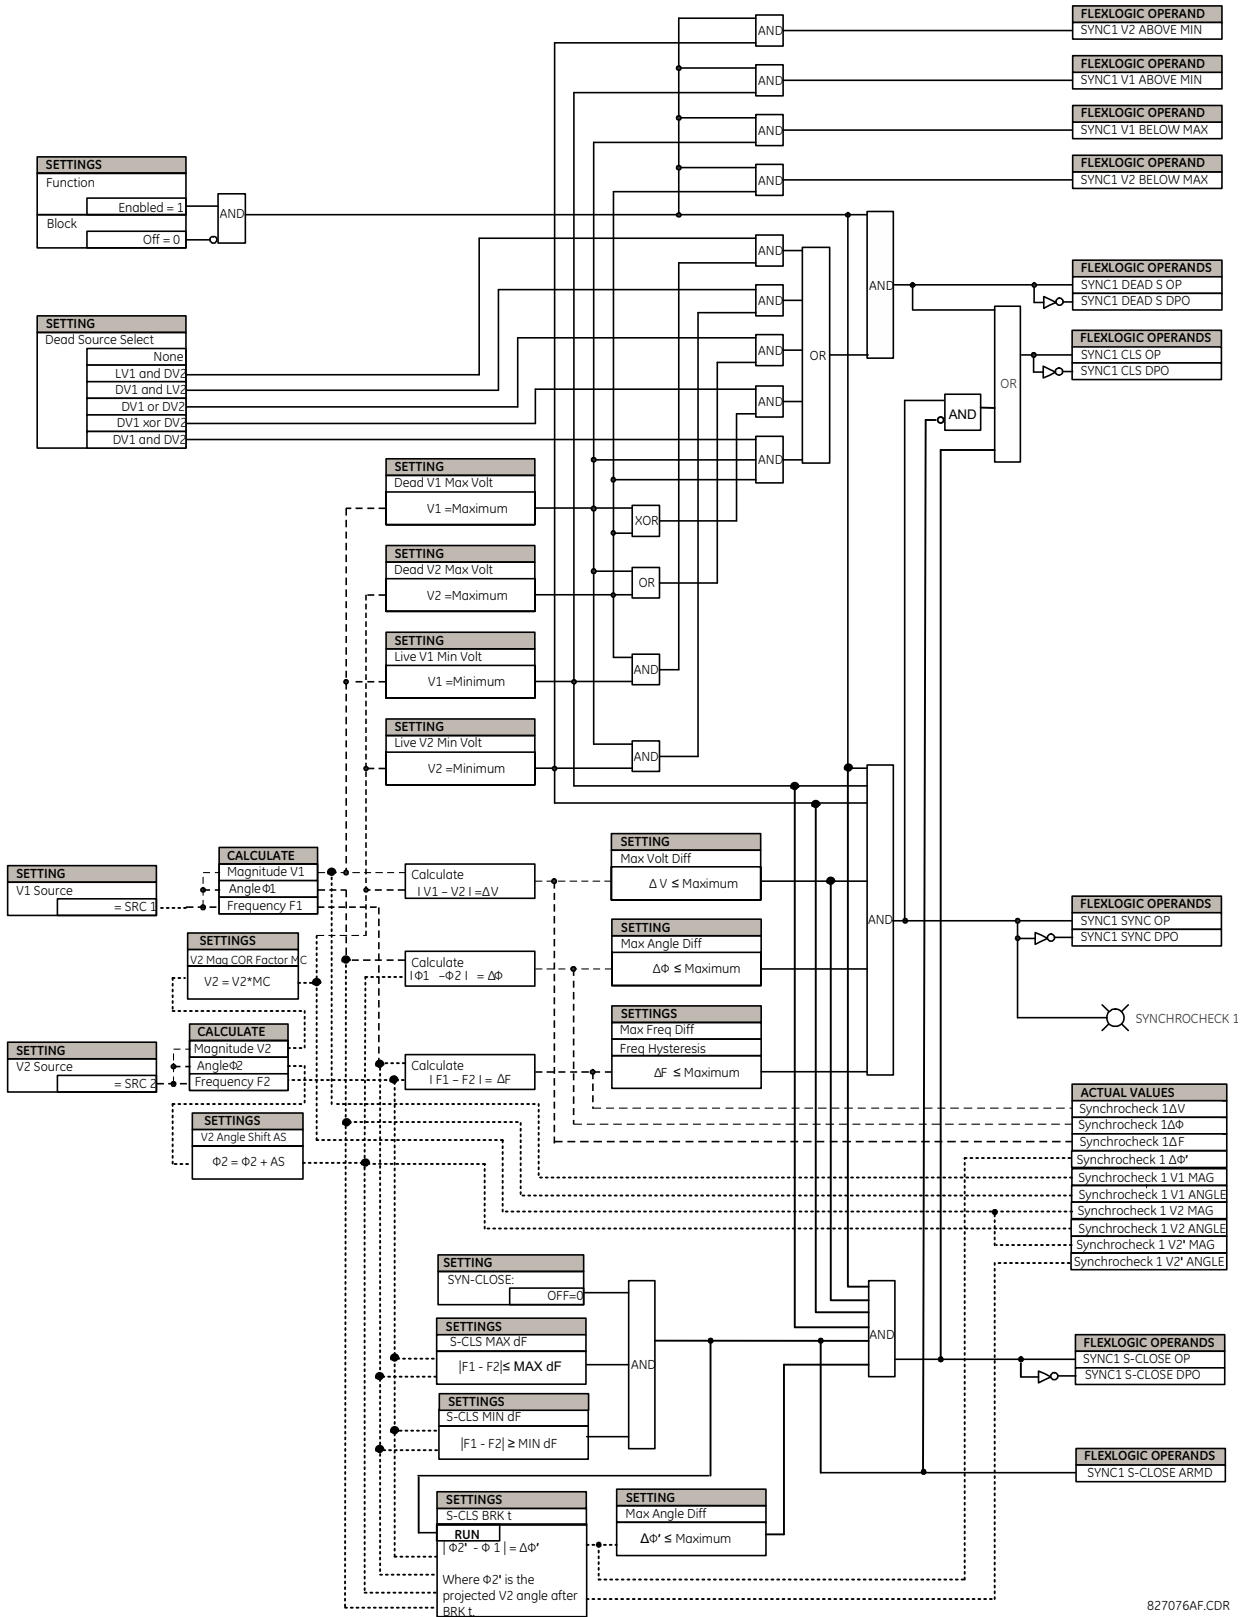 FLEXLOGIC OPERAND
SYNC1 V2 ABOVE MIN
AND
FLEXLOGIC OPERAND
SYNC1 V1 ABOVE MIN
AND
FLEXLOGIC OPERAND
SYNC1 V1 BELOW MAX
AND
FLEXLOGIC OPERAND
SYNC1 V2 BELOW MAX
AND
SETTINGS
Function
Enabled = 1
Block
Off = 0
AND
AND
AND
AND
AND
AND
OR
AND
FLEXLOGIC OPERANDS
SYNC1 DEAD S OP
SYNC1 DEAD S DPO
FLEXLOGIC OPERANDS
SYNC1 CLS OP
SYNC1 CLS DPO
OR
AND
SETTING
Dead Source Select
None
LV1 and DV2
DV1 and LV2
DV1 or DV2
DV1 xor DV2
DV1 and DV2
SETTING
Dead V1 Max Volt
V1 =Maximum
XOR
SETTING
Dead V2 Max Volt
V2 =Maximum
OR
SETTING
Live V1 Min Volt
V1 =Minimum
AND
SETTING
Live V2 Min Volt
V2 =Minimum
AND
SETTING
V1 Source
= SRC 1
CALCULATE
Magnitude V1
AngleΦ1
Frequency F1
Calculate
I V1 – V2 I =ΔV
SETTING
Max Volt Diff
Δ V ≤ Maximum
AND
FLEXLOGIC OPERANDS
SYNC1 SYNC OP
SYNC1 SYNC DPO
SETTINGS
V2 Mag COR Factor MC
V2 = V2*MC
Calculate
I Φ1 –Φ2 I = ΔΦ
SETTING
Max Angle Diff
ΔΦ ≤ Maximum
SYNCHROCHECK 1
SETTING
V2 Source
= SRC 2
CALCULATE
Magnitude V2
AngleΦ2
Frequency F2
Calculate
I F1 – F2 I = ΔF
SETTINGS
Max Freq Diff
Freq Hysteresis
ΔF ≤ Maximum
SETTINGS
V2 Angle Shift AS
Φ2 = Φ2 + AS
ACTUAL VALUES
Synchrocheck 1ΔV
Synchrocheck 1ΔΦ
Synchrocheck 1ΔF
Synchrocheck 1 ΔΦ'
Synchrocheck 1 V1 MAG
Synchrocheck 1 V1 ANGLE
Synchrocheck 1 V2 MAG
Synchrocheck 1 V2 ANGLE
Synchrocheck 1 V2' MAG
Synchrocheck 1 V2' ANGLE
SETTING
SYN-CLOSE:
OFF=0
SETTINGS
S-CLS MAX dF
|F1 - F2|≤ MAX dF
AND
SETTINGS
S-CLS MIN dF
|F1 - F2| ≥ MIN dF
AND
FLEXLOGIC OPERANDS
SYNC1 S-CLOSE OP
SYNC1 S-CLOSE DPO
FLEXLOGIC OPERANDS
SYNC1 S-CLOSE ARMD
SETTINGS
S-CLS BRK t
RUN
| Φ2' - Φ 1 | = ΔΦ'
Where Φ2' is the
projected V2 angle after
BRK t.
SETTING
Max Angle Diff
ΔΦ' ≤ Maximum
827076AF.CDR